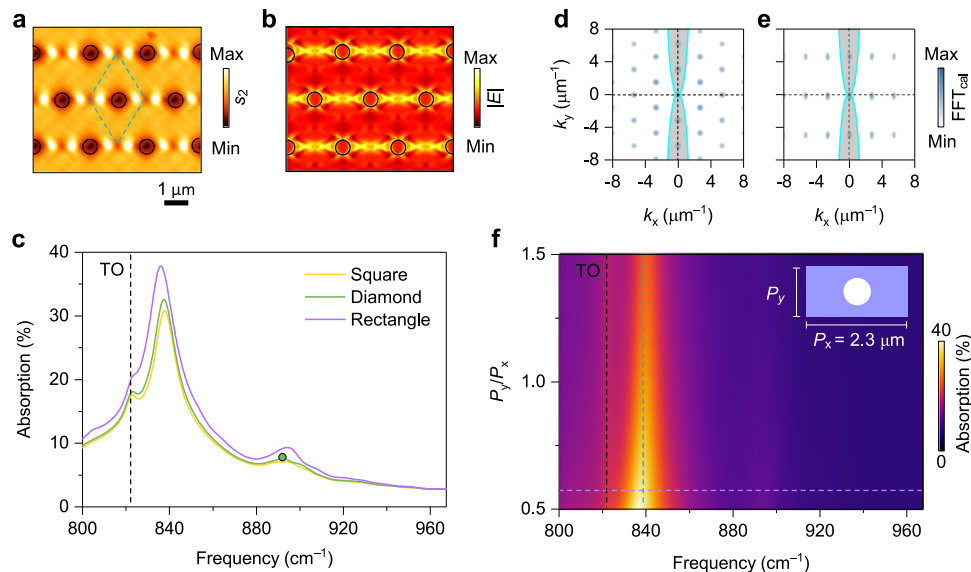 a
Max
s2
Min
1 μm
b
Max
|E|
Min
d
8
4
0
-4
-8
ky (μm⁻¹)
-8 -4 0 4 8
kx (μm⁻¹)
e
-8 -4 0 4 8
kx (μm⁻¹)
Max
FFTcal
Min
c
40
30
20
10
0
Absorption (%)
TO
Square
Diamond
Rectangle
800 840 880 920 960
Frequency (cm⁻¹)
f
1.5
1.0
0.5
Py/Px
TO
Py
Px = 2.3 μm
40
0
Absorption (%)
800 840 880 920 960
Frequency (cm⁻¹)